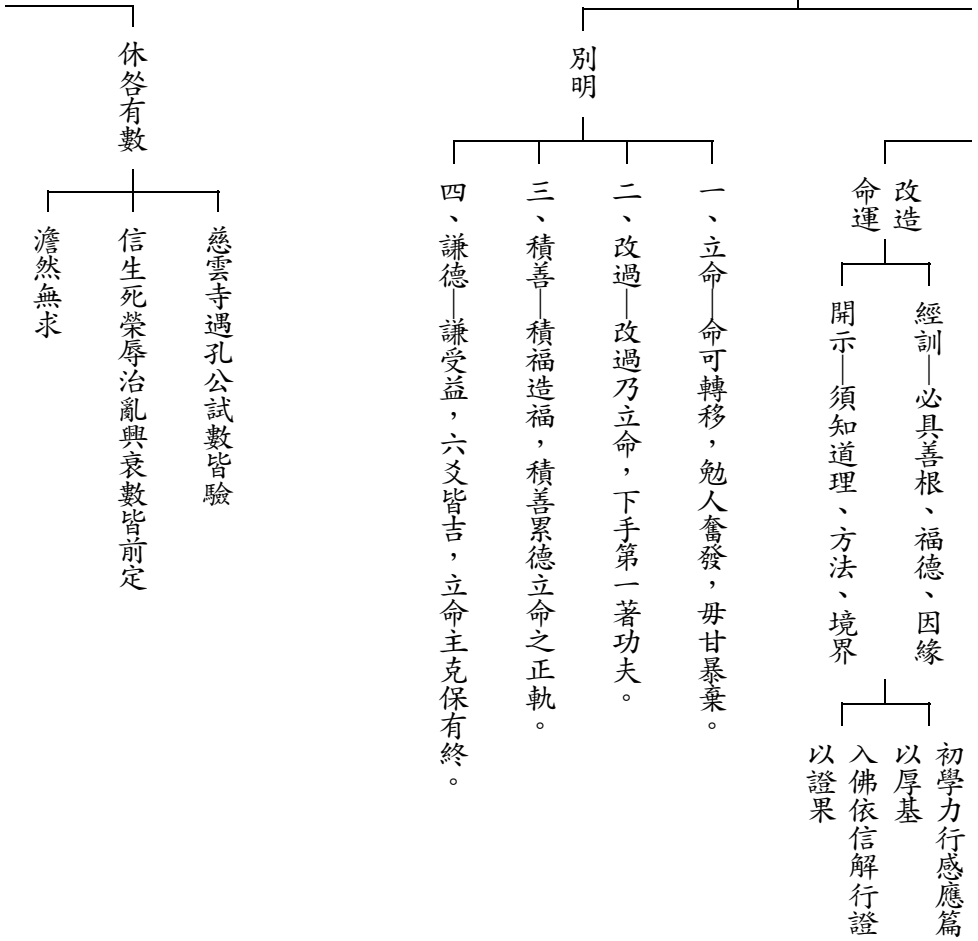 改造
命運
經訓—必具善根、福德、因緣
開示—須知道理、方法、境界
初學力行感應篇
以厚基
入佛依信解行證
以證果
別明
一、立命—命可轉移，勉人奮發，毋甘暴棄。
二、改過—改過乃立命，下手第一著功夫。
三、積善—積福造福，積善累德立命之正軌。
四、謙德—謙受益，六爻皆吉，立命主克保有終。
休咎有數
慈雲寺遇孔公試數皆驗
信生死榮辱治亂興衰數皆前定
澹然無求